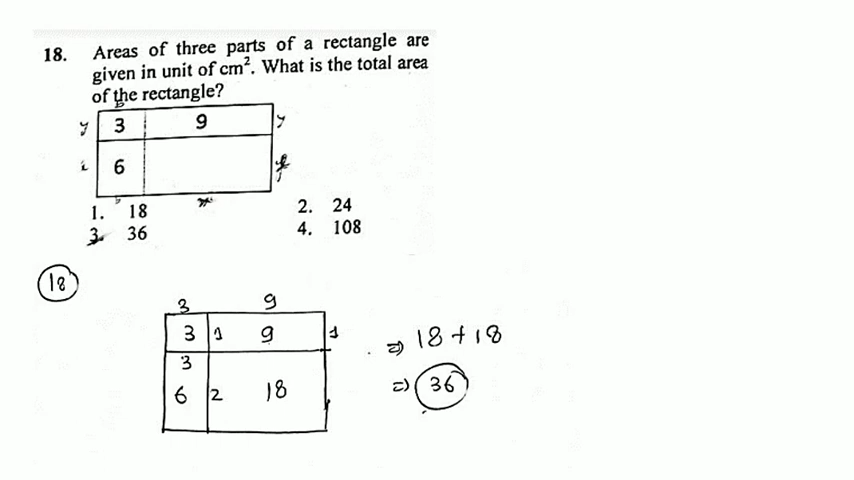 18. Areas of three parts of a rectangle are
given in unit of cm². What is the total area
of the rectangle?
y 3 9 y
6
1. 18 2. 24
3. 36 4. 108
18
3 9
3 1 9 1
3
6 2 18
⇒ 18 + 18
⇒ 36